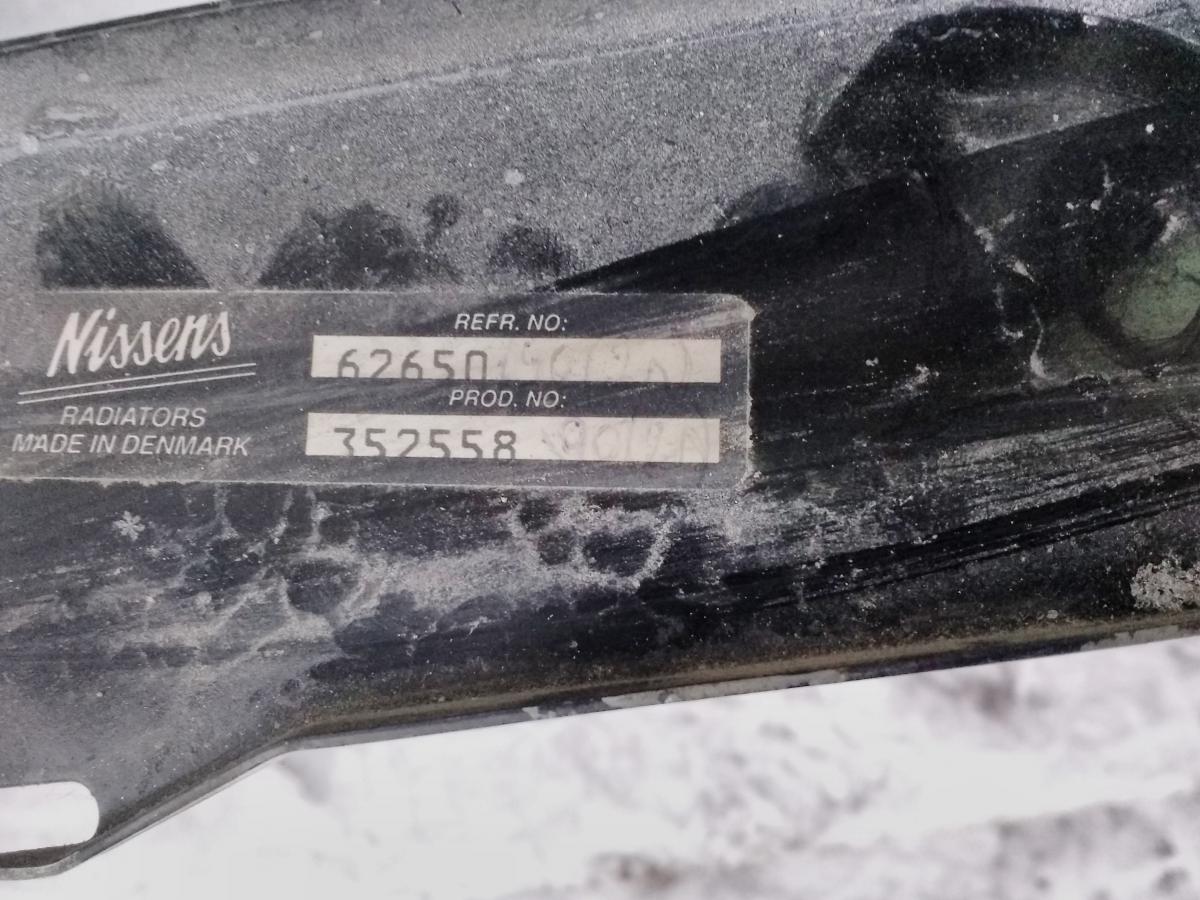 Nissens
RADIATORS
MADE IN DENMARK
REFR. NO:
62650
PROD. NO:
352558